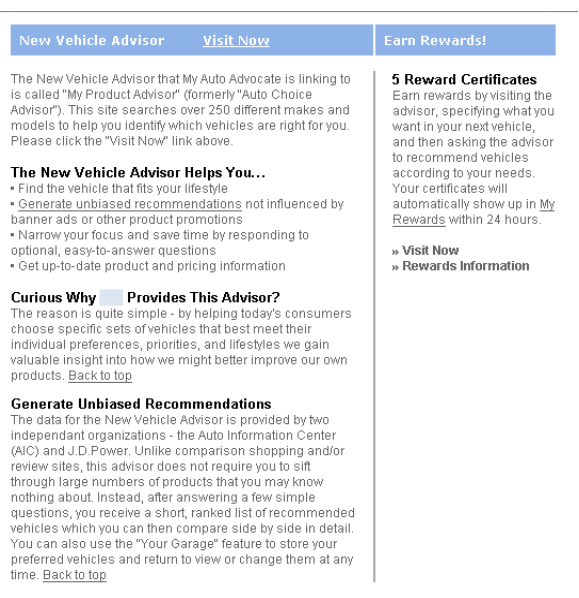 New Vehicle Advisor Visit Now
The New Vehicle Advisor that My Auto Advocate is linking to
is called "My Product Advisor" (formerly "Auto Choice
Advisor"). This site searches over 250 different makes and
models to help you identify which vehicles are right for you.
Please click the "Visit Now" link above.
The New Vehicle Advisor Helps You...
▪ Find the vehicle that fits your lifestyle
▪ Generate unbiased recommendations not influenced by
banner ads or other product promotions
▪ Narrow your focus and save time by responding to
optional, easy-to-answer questions
▪ Get up-to-date product and pricing information
Curious Why Provides This Advisor?
The reason is quite simple - by helping today's consumers
choose specific sets of vehicles that best meet their
individual preferences, priorities, and lifestyles we gain
valuable insight into how we might better improve our own
products. Back to top
Generate Unbiased Recommendations
The data for the New Vehicle Advisor is provided by two
independant organizations - the Auto Information Center
(AIC) and J.D.Power. Unlike comparison shopping and/or
review sites, this advisor does not require you to sift
through large numbers of products that you may know
nothing about. Instead, after answering a few simple
questions, you receive a short, ranked list of recommended
vehicles which you can then compare side by side in detail.
You can also use the "Your Garage" feature to store your
preferred vehicles and return to view or change them at any
time. Back to top
Earn Rewards!
5 Reward Certificates
Earn rewards by visiting the
advisor, specifying what you
want in your next vehicle,
and then asking the advisor
to recommend vehicles
according to your needs.
Your certificates will
automatically show up in My
Rewards within 24 hours.
» Visit Now
» Rewards Information